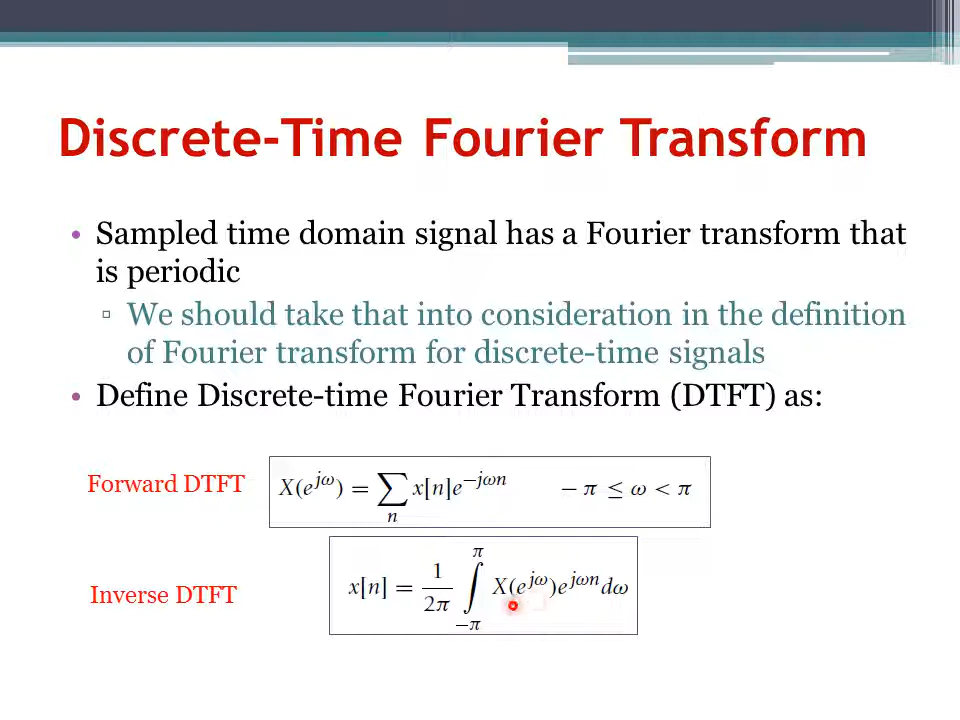 Discrete-Time Fourier Transform
• Sampled time domain signal has a Fourier transform that
is periodic
▫ We should take that into consideration in the definition
of Fourier transform for discrete-time signals
• Define Discrete-time Fourier Transform (DTFT) as:
Forward DTFT X(e^{jω}) = ∑_n x[n]e^{−jωn} − π ≤ ω < π
Inverse DTFT x[n] = \frac{1}{2π} ∫_{−π}^{π} X(e^{jω})e^{jωn}dω